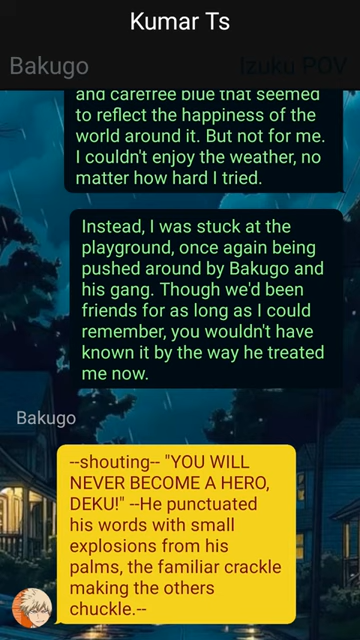 Kumar Ts
Bakugo
Izuku POV
and carefree blue that seemed
to reflect the happiness of the
world around it. But not for me.
I couldn't enjoy the weather, no
matter how hard I tried.
Instead, I was stuck at the
playground, once again being
pushed around by Bakugo and
his gang. Though we'd been
friends for as long as I could
remember, you wouldn't have
known it by the way he treated
me now.
Bakugo
--shouting-- "YOU WILL
NEVER BECOME A HERO,
DEKU!" --He punctuated
his words with small
explosions from his
palms, the familiar crackle
making the others
chuckle.--